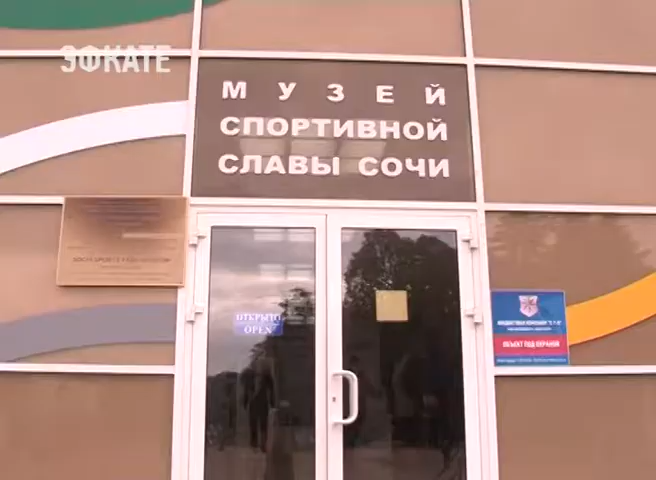 ЭФКАТЕ
МУЗЕЙ
СПОРТИВНОЙ
СЛАВЫ СОЧИ
ОТКРЫТО
OPEN
ОБЪЕКТ ПОД ОХРАНОЙ